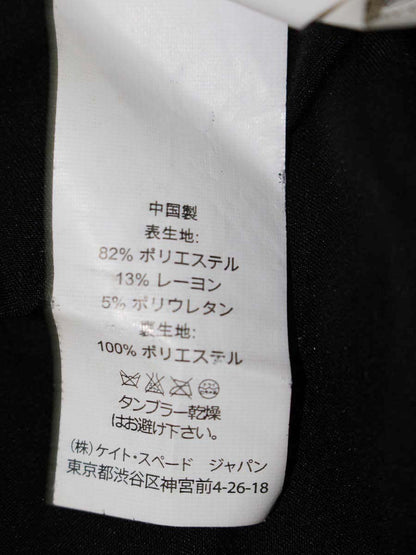 中国製
表生地:
82% ポリエステル
13% レーヨン
5% ポリウレタン
裏生地:
100% ポリエステル
タンブラー乾燥
はお避け下さい。
(株)ケイト・スペード ジャパン
東京都渋谷区神宮前4-26-18